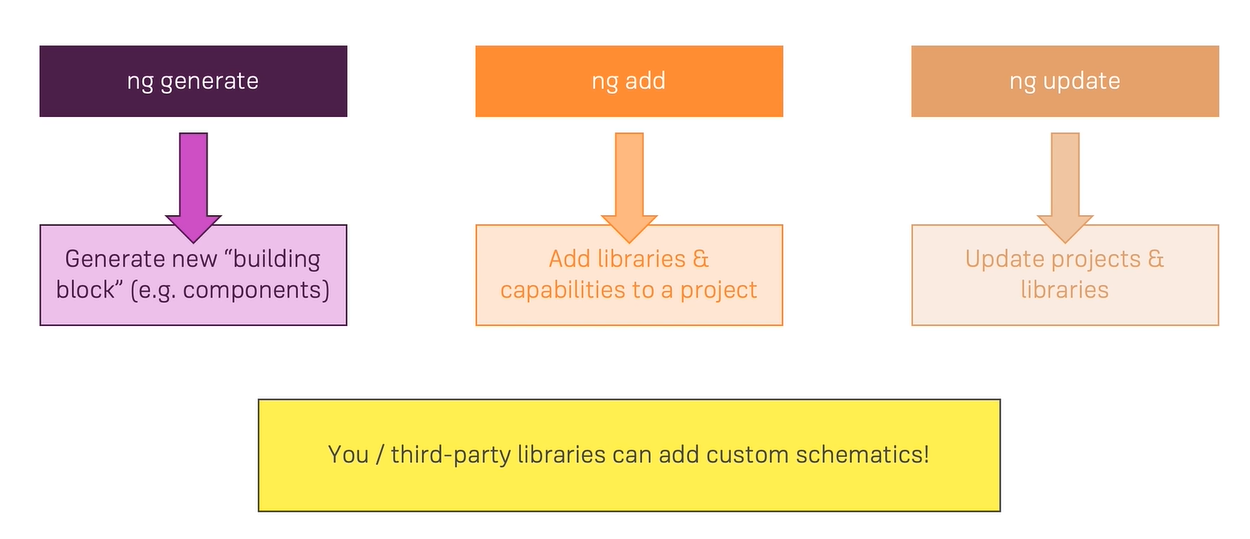 ng generate
ng add
ng update
Generate new “building
block” (e.g. components)
Add libraries &
capabilities to a project
Update projects &
libraries
You / third-party libraries can add custom schematics!